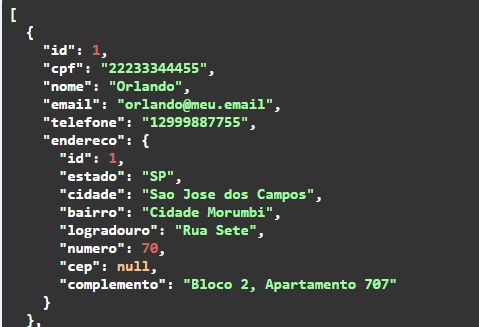 [
  {
    "id": 1,
    "cpf": "22233344455",
    "nome": "Orlando",
    "email": "orlando@meu.email",
    "telefone": "12999887755",
    "endereco": {
      "id": 1,
      "estado": "SP",
      "cidade": "Sao Jose dos Campos",
      "bairro": "Cidade Morumbi",
      "logradouro": "Rua Sete",
      "numero": 70,
      "cep": null,
      "complemento": "Bloco 2, Apartamento 707"
    }
  },